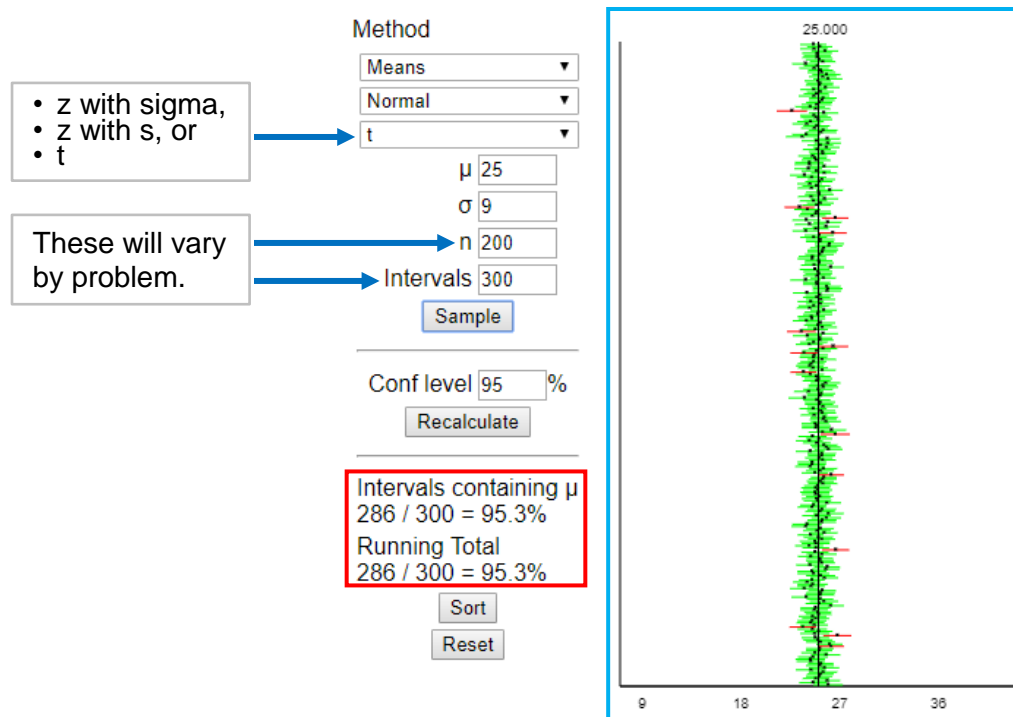 Method
Means
Normal
t
• z with sigma,
• z with s, or
• t
μ 25
σ 9
n 200
Intervals 300
These will vary
by problem.
Sample
Conf level 95 %
Recalculate
Intervals containing μ
286 / 300 = 95.3%
Running Total
286 / 300 = 95.3%
Sort
Reset
25.000
9 18 27 36